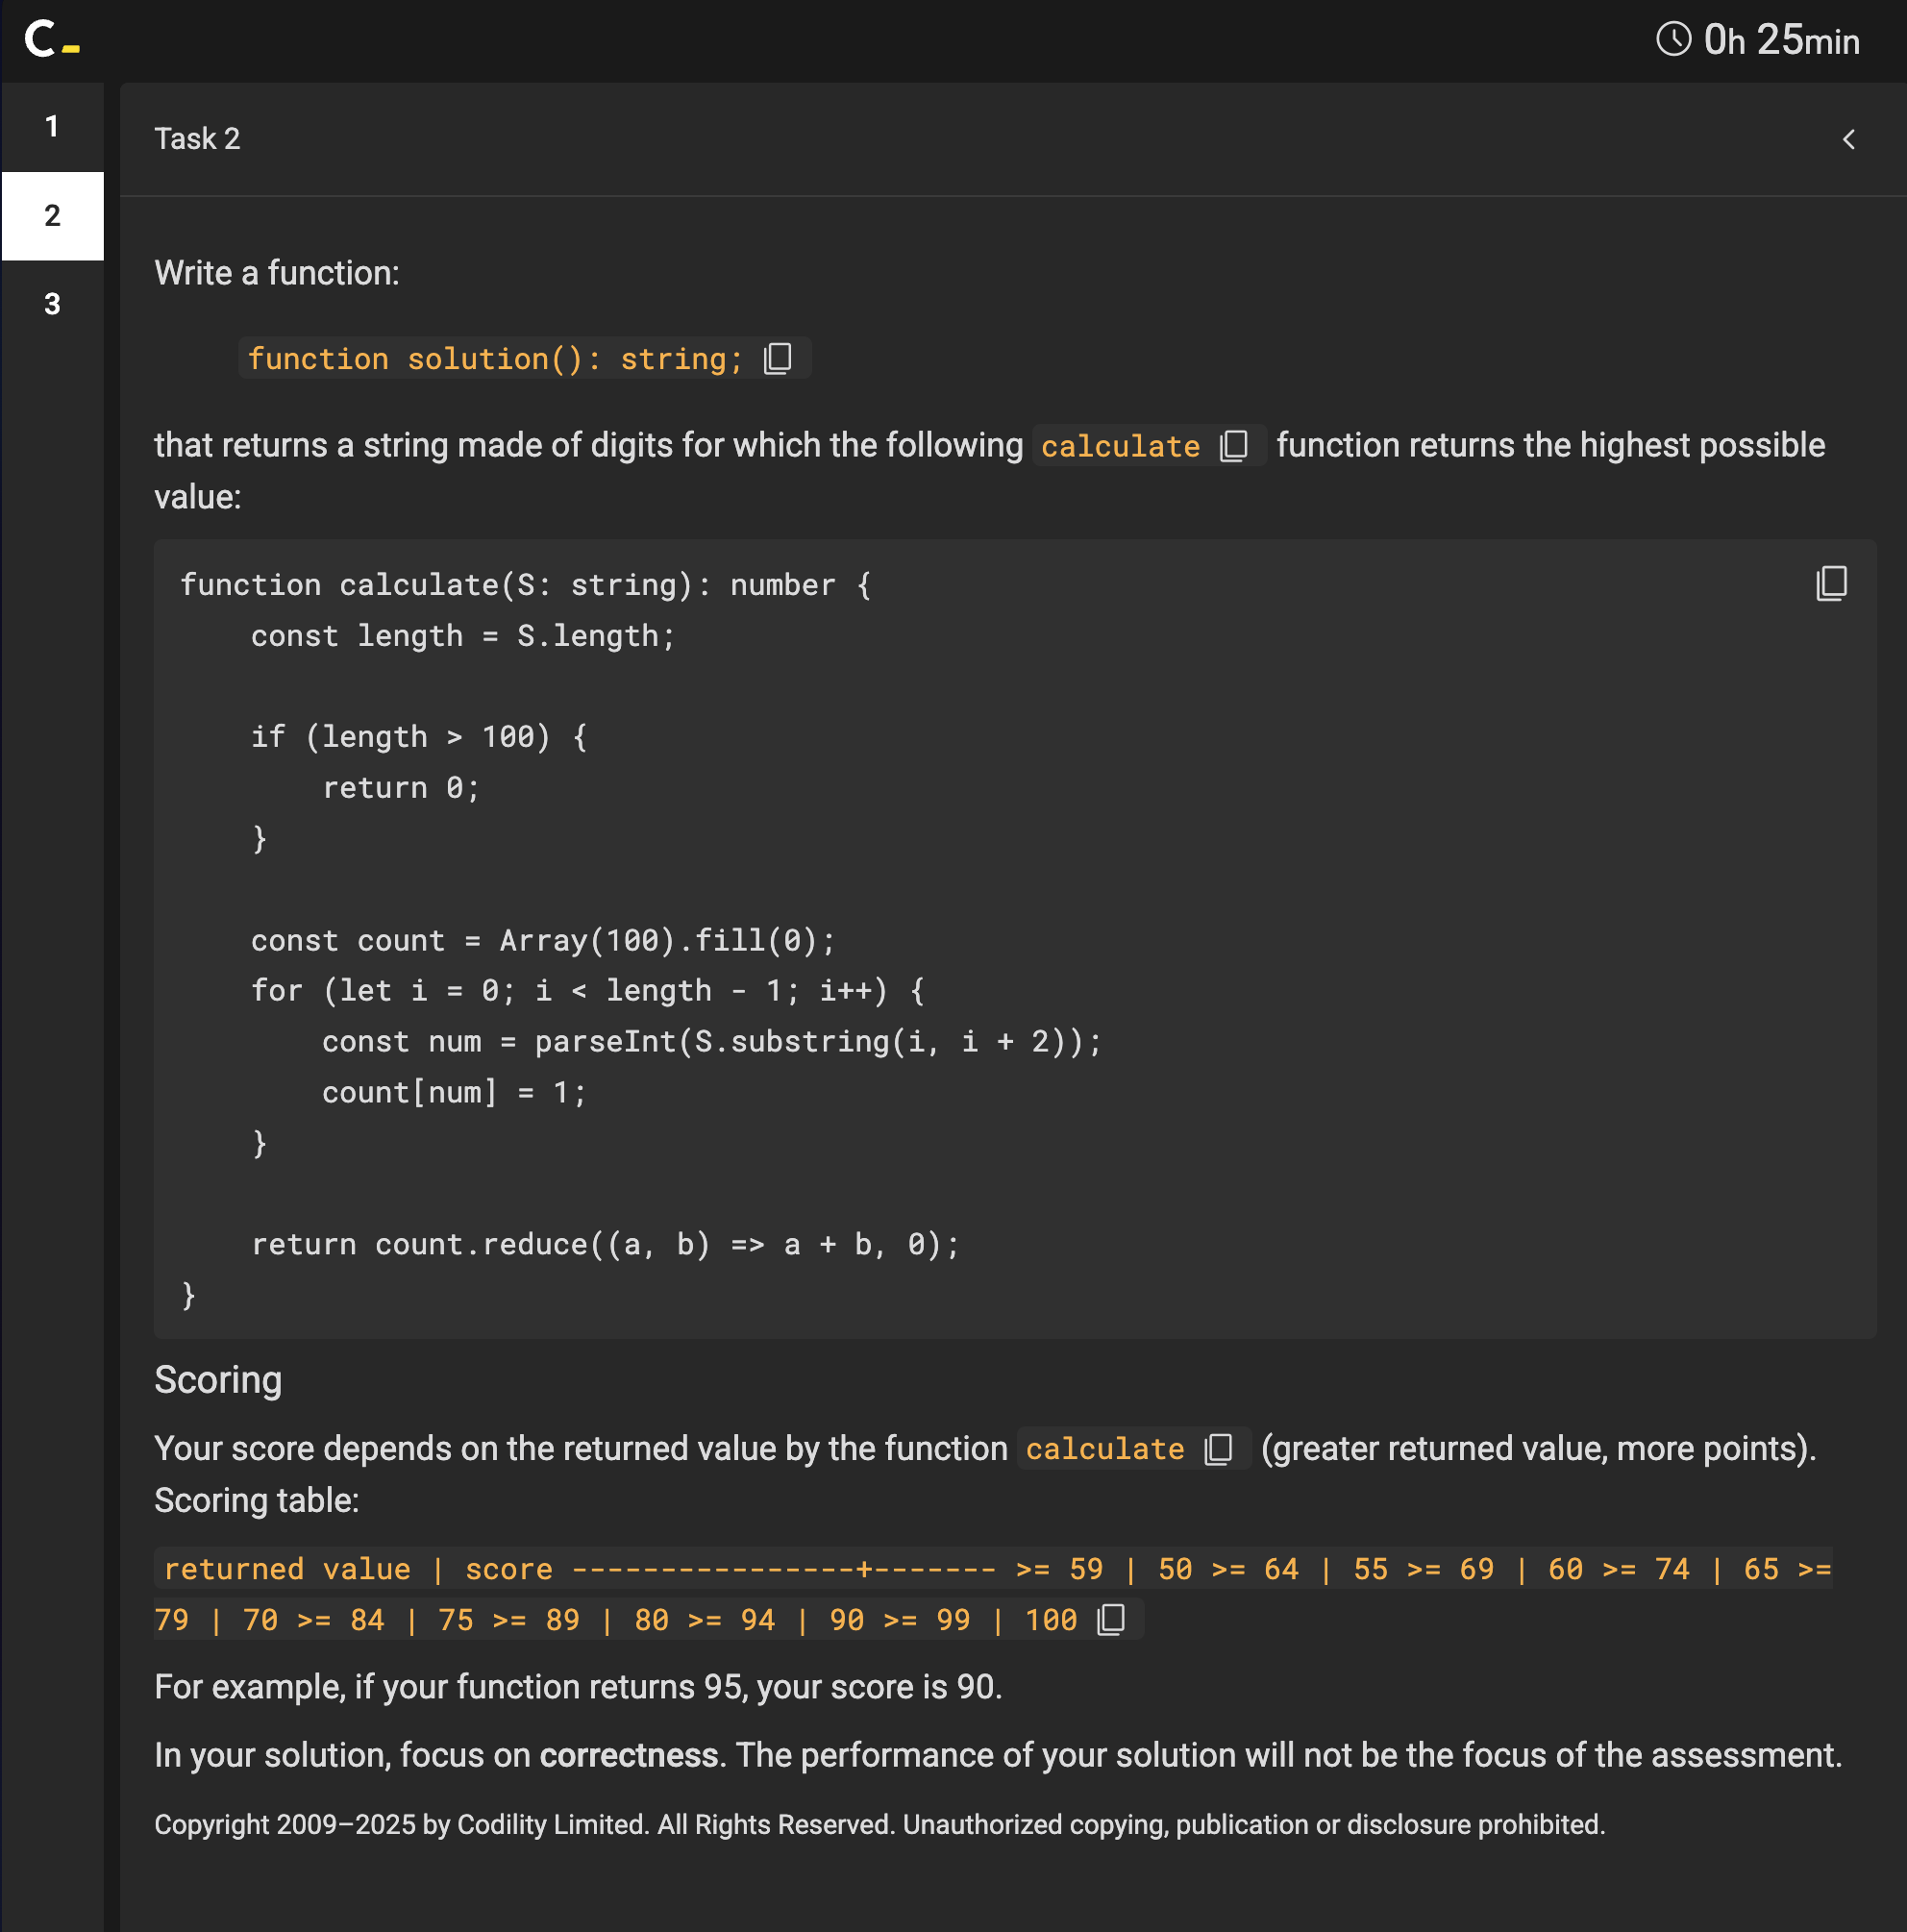 C_
0h 25min
1
2
3
Task 2
Write a function:
function solution(): string;
that returns a string made of digits for which the following calculate function returns the highest possible
value:
function calculate(S: string): number {
    const length = S.length;
    if (length > 100) {
        return 0;
    }
    const count = Array(100).fill(0);
    for (let i = 0; i < length - 1; i++) {
        const num = parseInt(S.substring(i, i + 2));
        count[num] = 1;
    }
    return count.reduce((a, b) => a + b, 0);
}
Scoring
Your score depends on the returned value by the function calculate (greater returned value, more points).
Scoring table:
returned value | score ----------------+------- >= 59 | 50 >= 64 | 55 >= 69 | 60 >= 74 | 65 >=
79 | 70 >= 84 | 75 >= 89 | 80 >= 94 | 90 >= 99 | 100
For example, if your function returns 95, your score is 90.
In your solution, focus on correctness. The performance of your solution will not be the focus of the assessment.
Copyright 2009–2025 by Codility Limited. All Rights Reserved. Unauthorized copying, publication or disclosure prohibited.